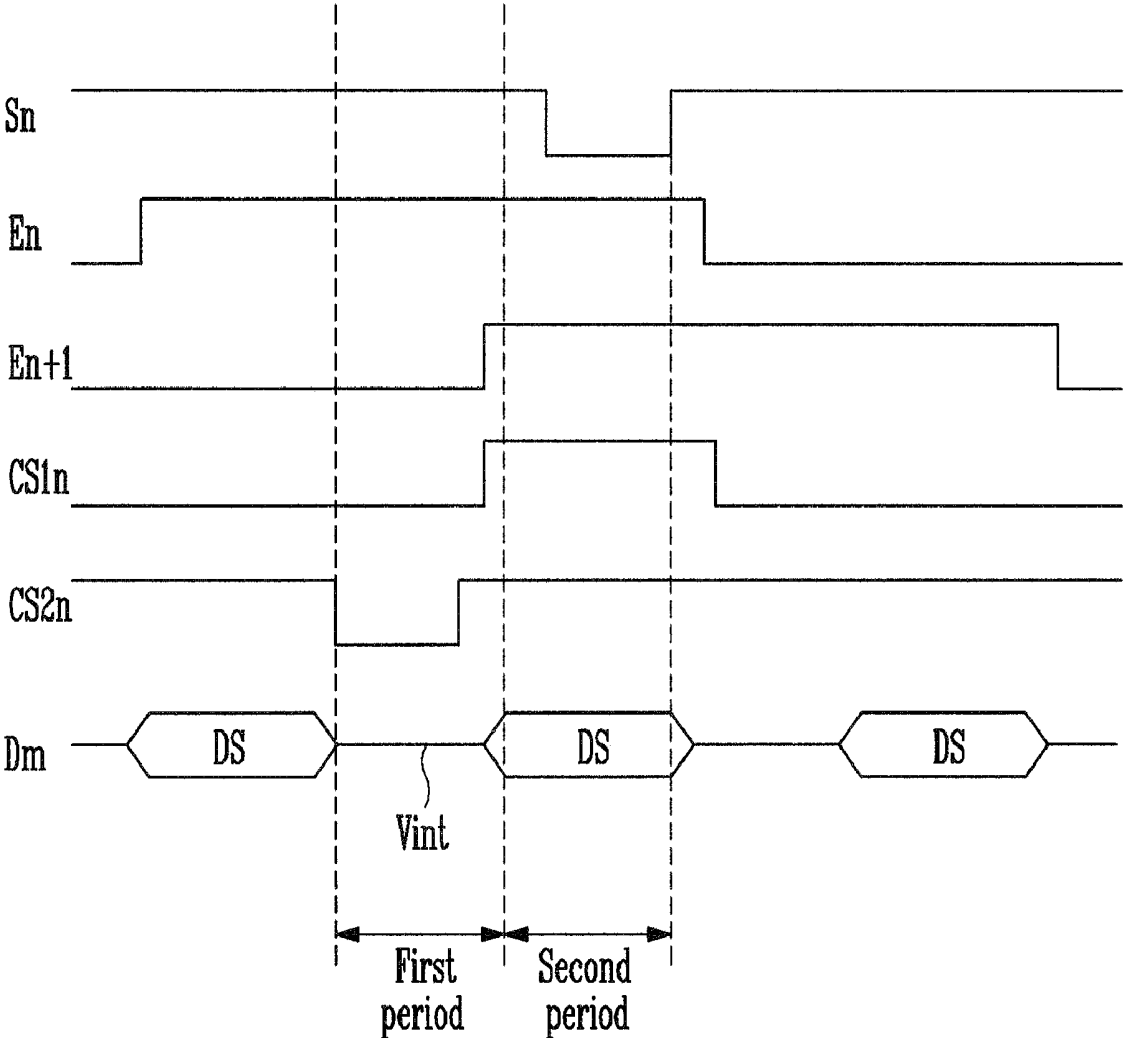 Sn
En
En+1
CS1n
CS2n
Dm
DS
DS
DS
Vint
First
period
Second
period